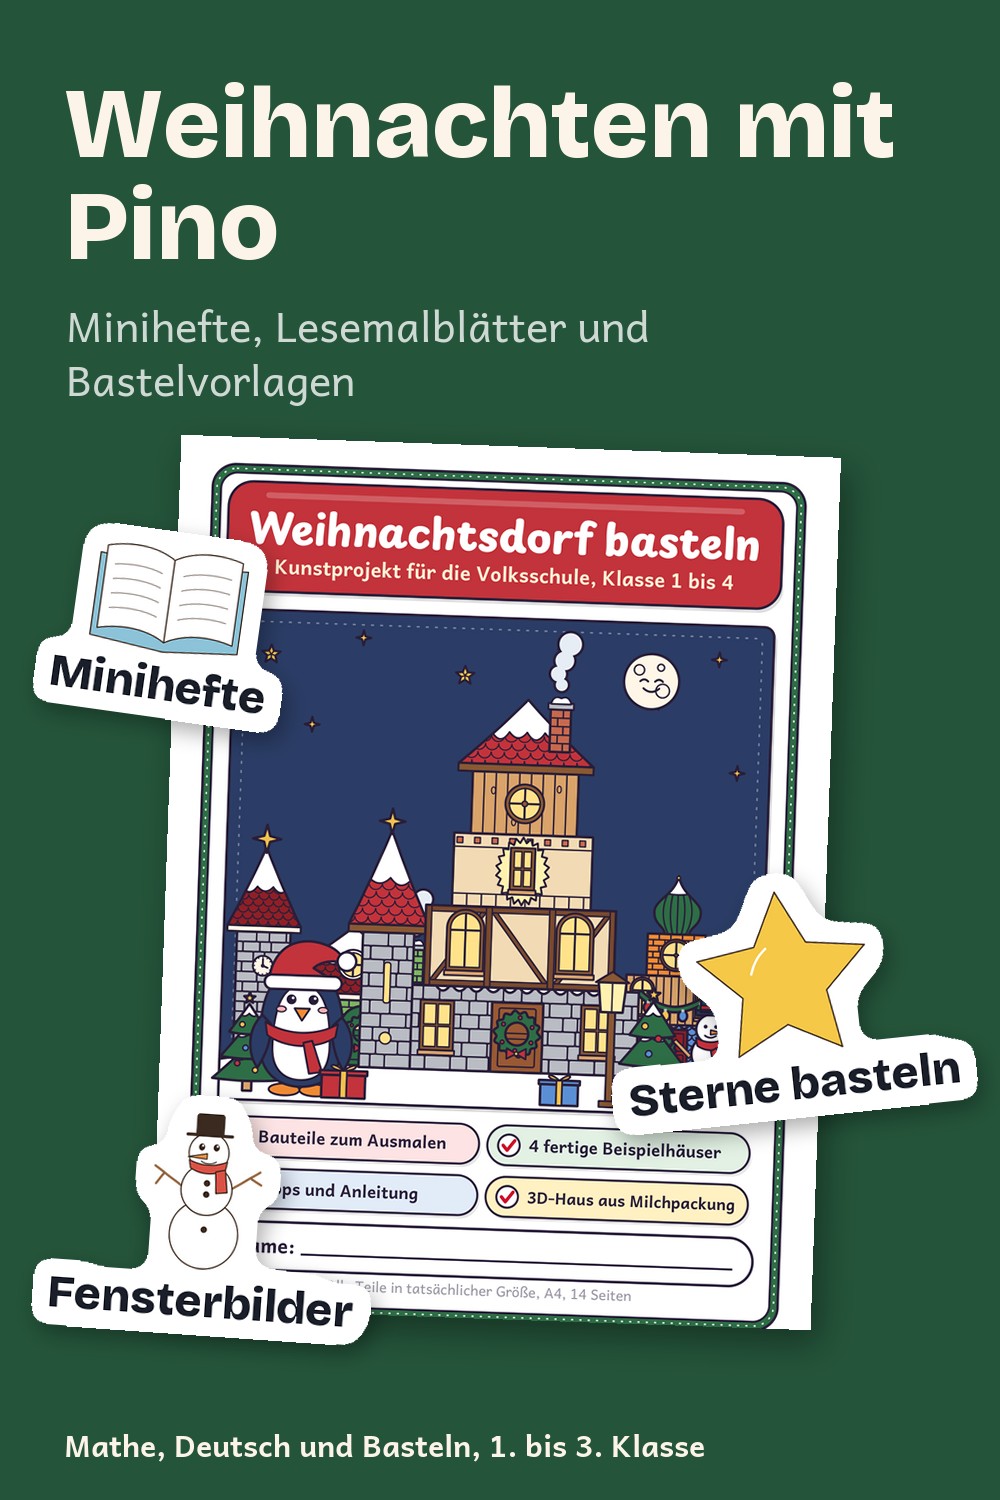 Weihnachten mit
Pino
Minihefte, Lesemalblätter und
Bastelvorlagen
Weihnachtsdorf basteln
Kunstprojekt für die Volksschule, Klasse 1 bis 4
Minihefte
Sterne basteln
Bauteile zum Ausmalen
4 fertige Beispielhäuser
und Anleitung
3D-Haus aus Milchpackung
Fensterbilder
Teile in tatsächlicher Größe, A4, 14 Seiten
Mathe, Deutsch und Basteln, 1. bis 3. Klasse